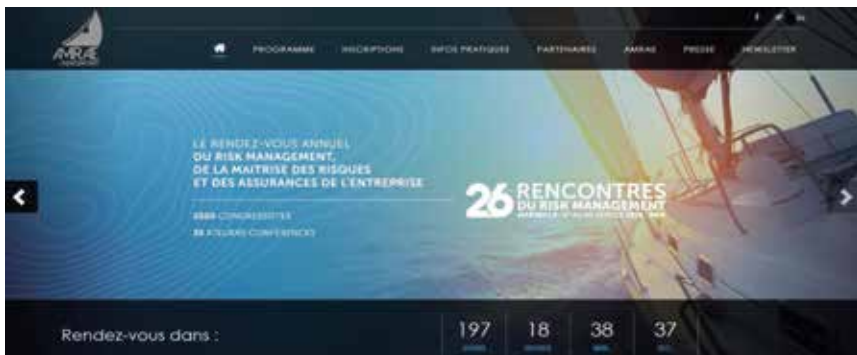 AMRAE
PROGRAMME INSCRIPTIONS INFOS PRATIQUES PARTENAIRES AMRAE PRESSE NEWSLETTER
LE RENDEZ-VOUS ANNUEL
DU RISK MANAGEMENT,
DE LA MAITRISE DES RISQUES
ET DES ASSURANCES DE L'ENTREPRISE
CONGRESSISTES
ATELIERS-CONFÉRENCES
26 RENCONTRES
DU RISK MANAGEMENT
Rendez-vous dans :
197 18 38 37